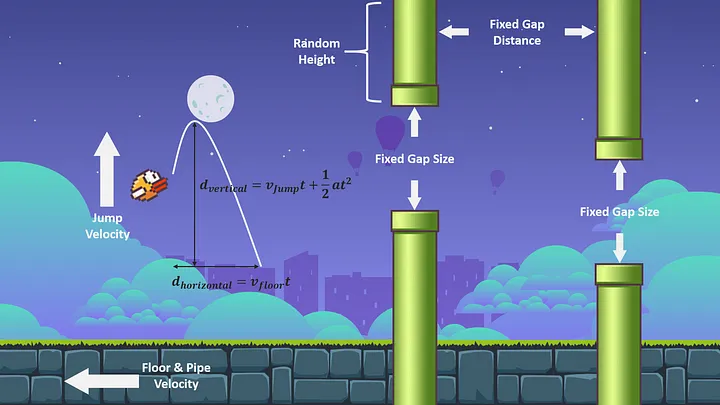 Random
Height
Fixed Gap
Distance
Fixed Gap Size
Fixed Gap Size
d_vertical = v_Jump t + 1/2 at²
Jump
Velocity
d_horizontal = v_floor t
Floor & Pipe
Velocity